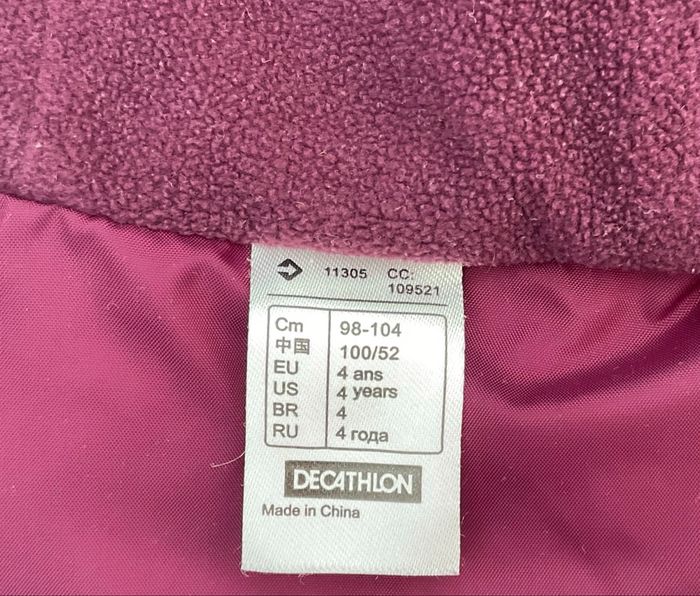 11305 CC:
109521
Cm 98-104
中国 100/52
EU 4 ans
US 4 years
BR 4
RU 4 года
DECATHLON
Made in China